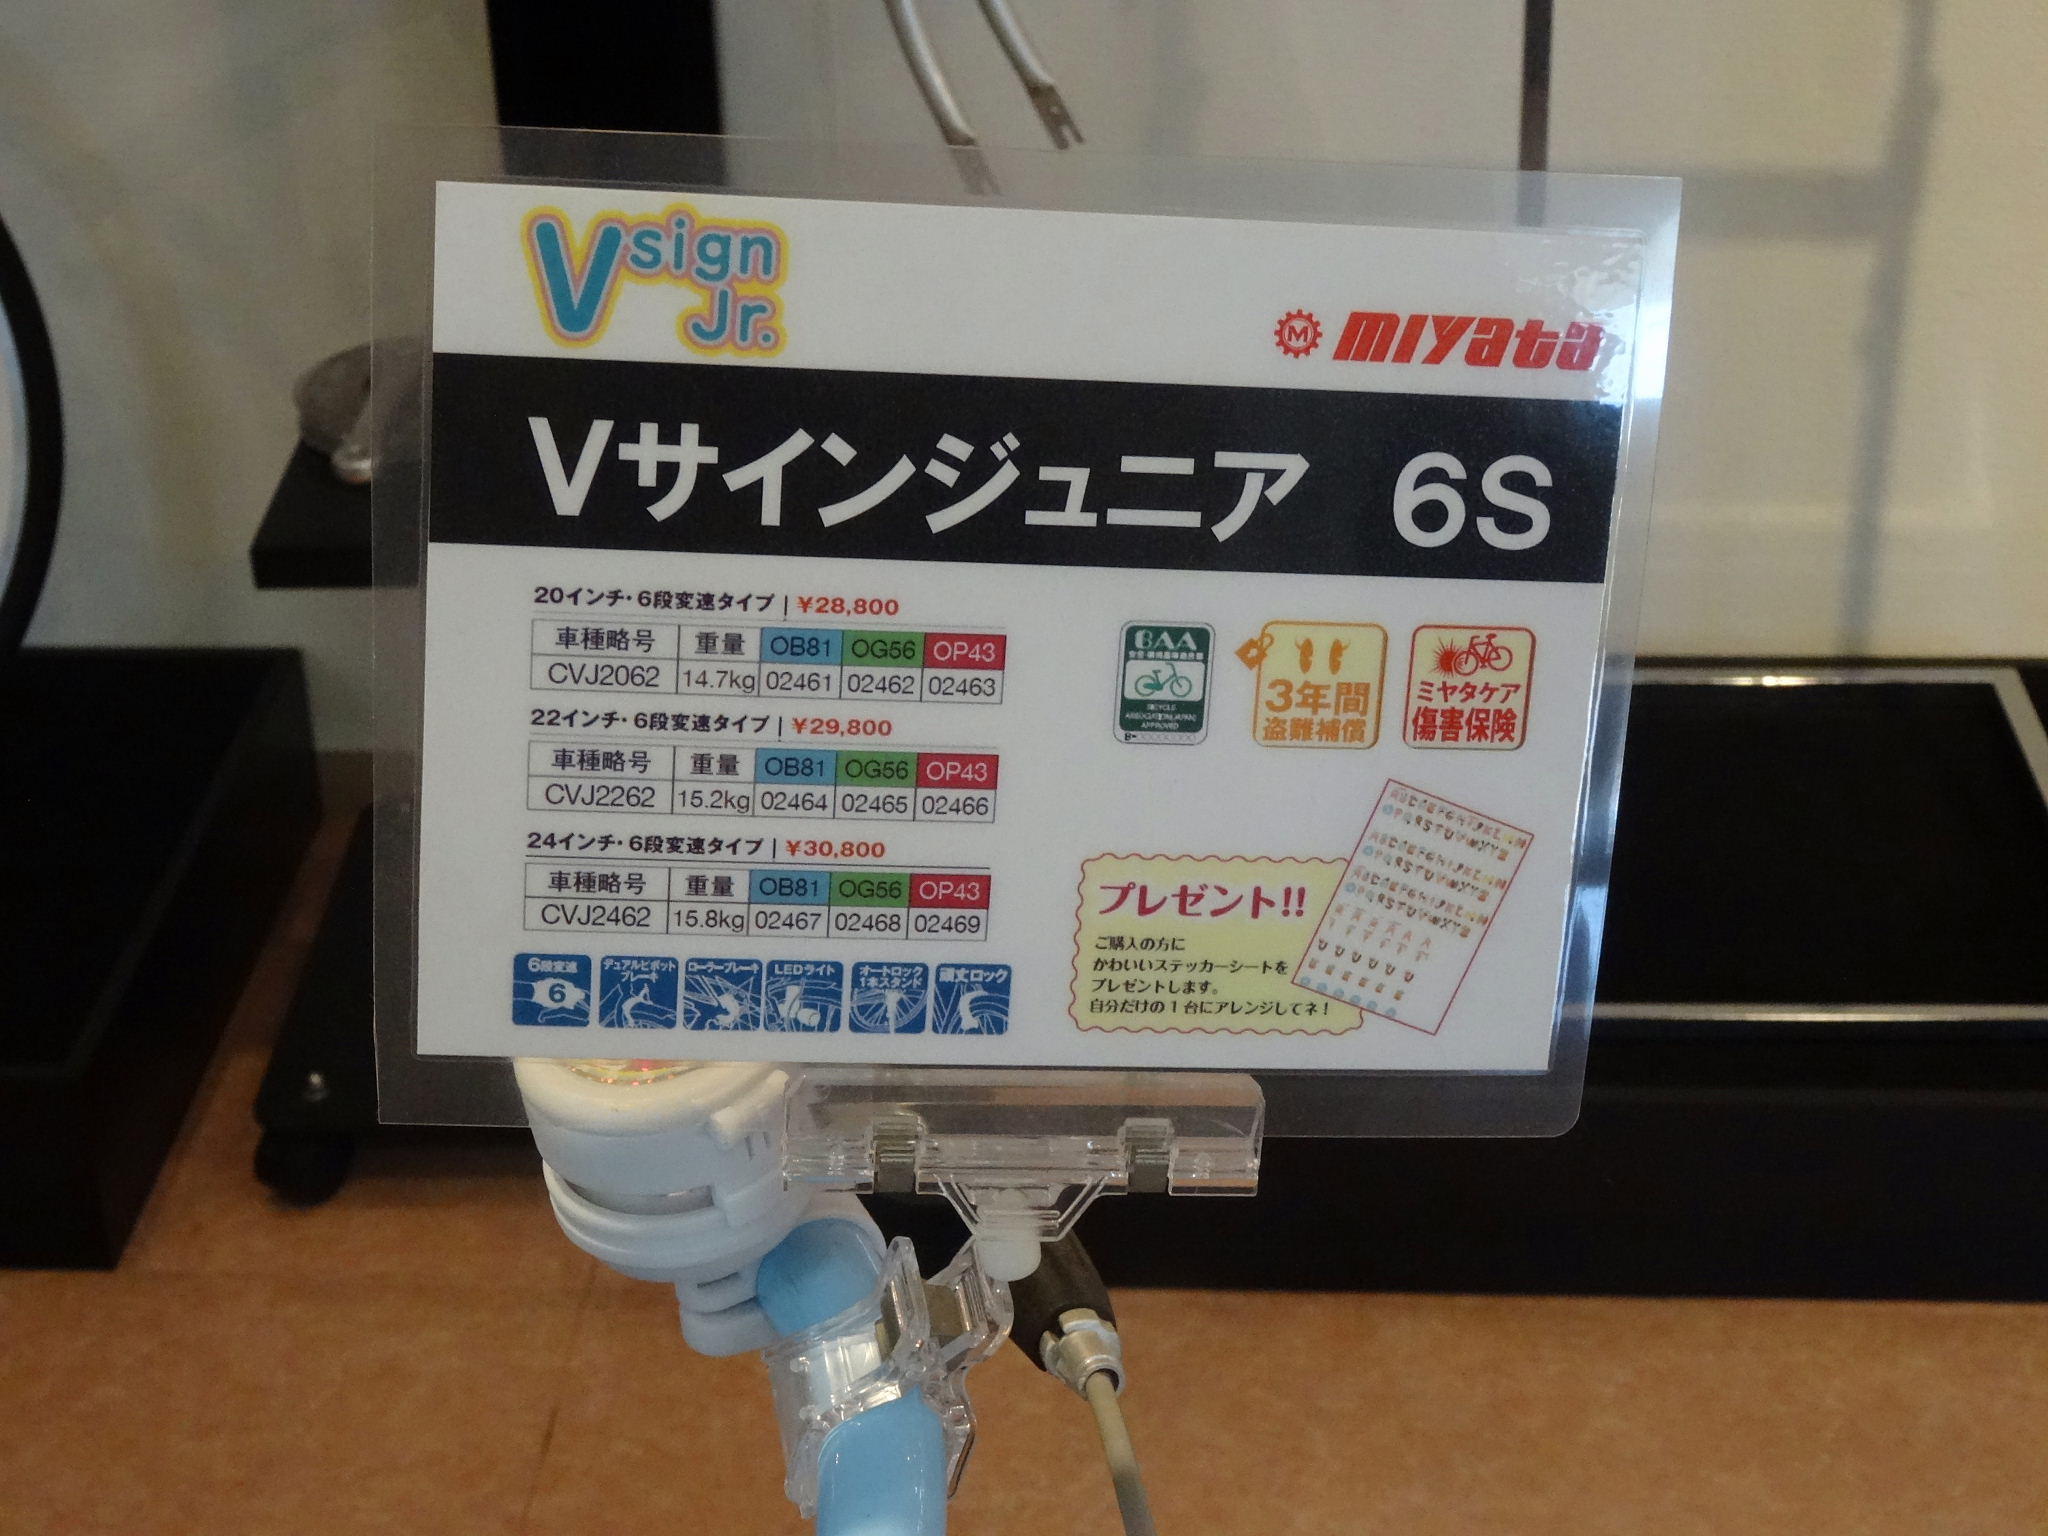 Vsign
Jr.
M MIYATA
Vサインジュニア 6S
20インチ・6段変速タイプ | ¥28,800
車種略号 重量 OB81 OG56 OP43
CVJ2062 14.7kg 02461 02462 02463
22インチ・6段変速タイプ | ¥29,800
車種略号 重量 OB81 OG56 OP43
CVJ2262 15.2kg 02464 02465 02466
24インチ・6段変速タイプ | ¥30,800
車種略号 重量 OB81 OG56 OP43
CVJ2462 15.8kg 02467 02468 02469
6段変速
6
デュアルピボット
ブレーキ
ローラーブレーキ
LEDライト
オートロック
1本スタンド
頑丈ロック
BAA
BICYCLE
ASSOCIATION(JAPAN)
APPROVED
3年間
盗難補償
ミヤタケア
傷害保険
プレゼント!!
ご購入の方に
かわいいステッカーシートを
プレゼントします。
自分だけの1台にアレンジしてネ!